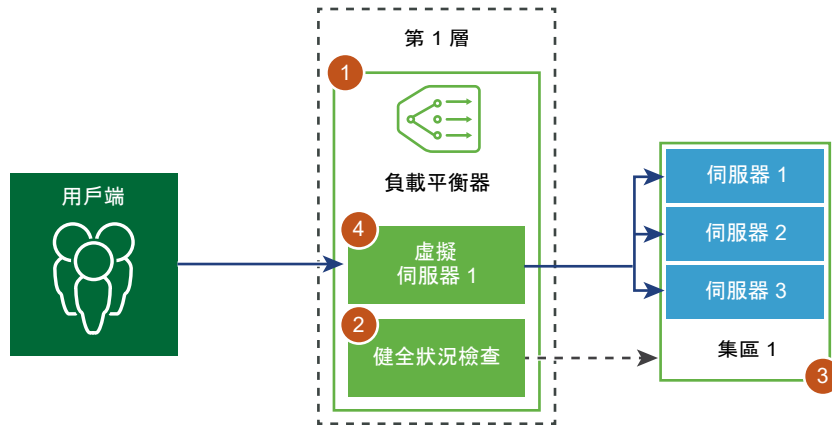 第 1 層
1
負載平衡器
用戶端
4
虛擬
伺服器 1
2
健全狀況檢查
伺服器 1
伺服器 2
伺服器 3
集區 1
3